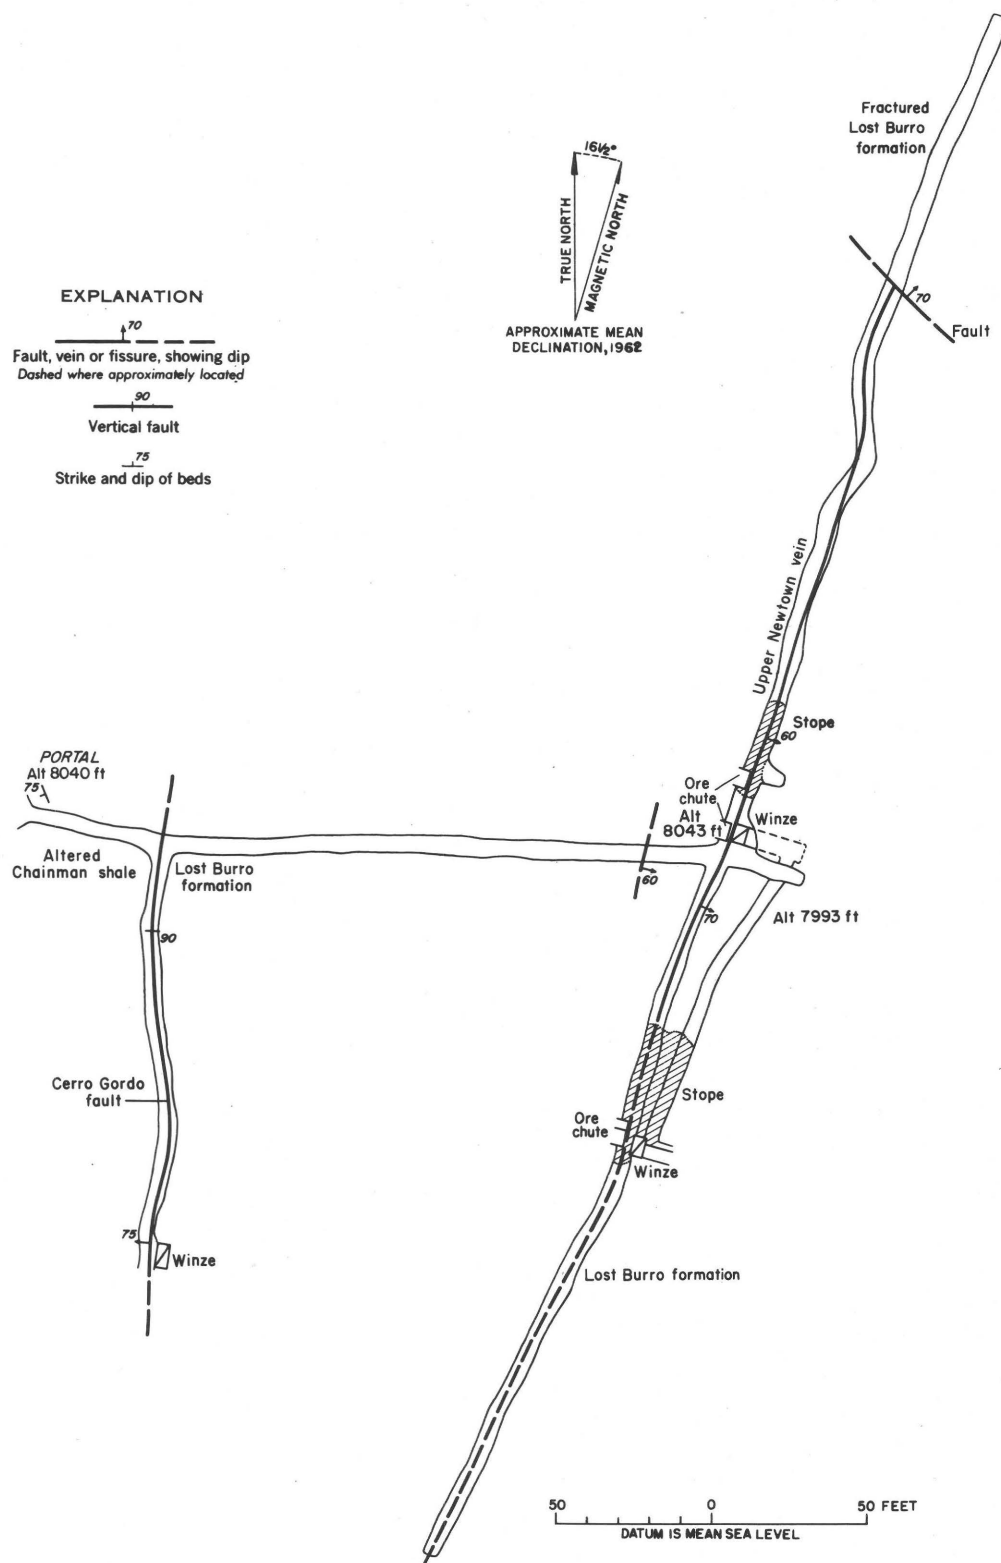 Fractured
Lost Burro
formation
16½°
TRUE NORTH
MAGNETIC NORTH
APPROXIMATE MEAN
DECLINATION, 1962
70
Fault
EXPLANATION
70
Fault, vein or fissure, showing dip
Dashed where approximately located
90
Vertical fault
75
Strike and dip of beds
Upper Newtown vein
Stope
60
PORTAL
Alt 8040 ft
75
Ore
chute
Alt
8043 ft
Winze
Altered
Chainman shale
Lost Burro
formation
60
70
Alt 7993 ft
90
Cerro Gordo
fault
Stope
Ore
chute
Winze
75
Winze
Lost Burro formation
50 0 50 FEET
DATUM IS MEAN SEA LEVEL